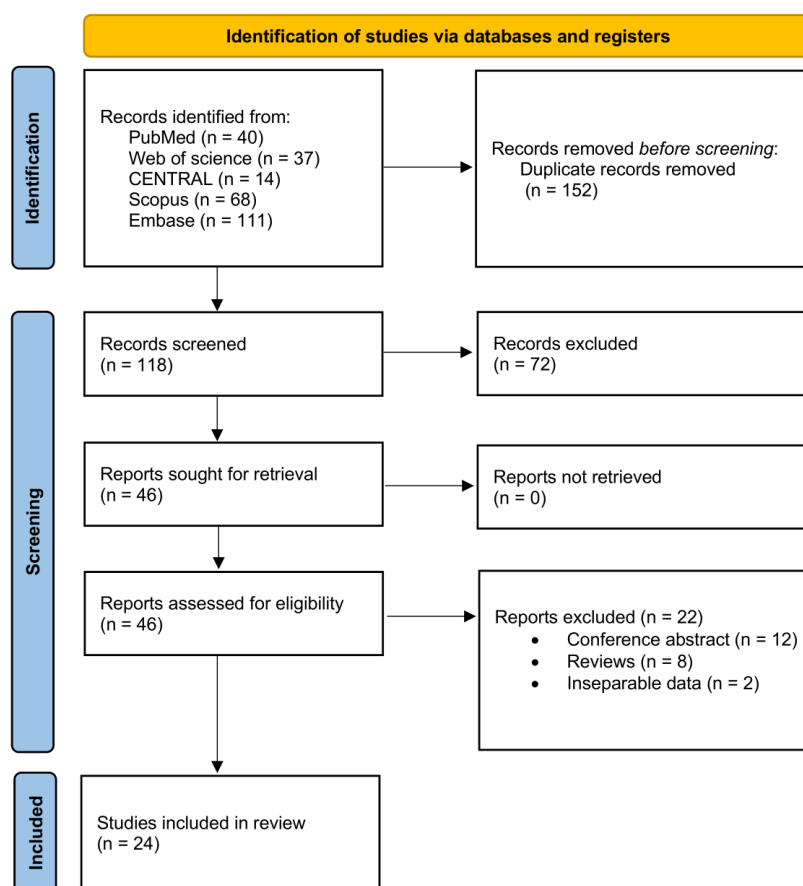 Identification of studies via databases and registers
Identification
Records identified from:
PubMed (n = 40)
Web of science (n = 37)
CENTRAL (n = 14)
Scopus (n = 68)
Embase (n = 111)
Records removed before screening:
Duplicate records removed
(n = 152)
Screening
Records screened
(n = 118)
Records excluded
(n = 72)
Reports sought for retrieval
(n = 46)
Reports not retrieved
(n = 0)
Reports assessed for eligibility
(n = 46)
Reports excluded (n = 22)
• Conference abstract (n = 12)
• Reviews (n = 8)
• Inseparable data (n = 2)
Included
Studies included in review
(n = 24)